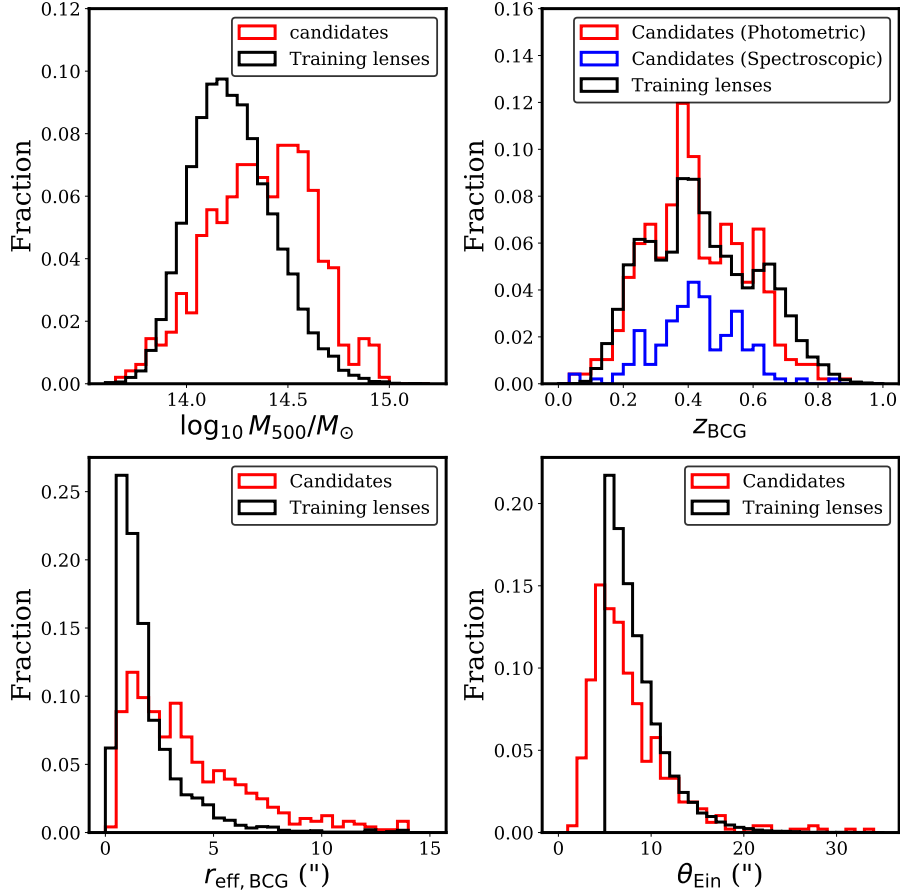 0.12
0.10
0.08
0.06
0.04
0.02
0.00
Fraction
candidates
Training lenses
14.0
14.5
15.0
log₁₀ M₅₀₀/M☉
0.16
0.14
0.12
0.10
0.08
0.06
0.04
0.02
0.00
Fraction
Candidates (Photometric)
Candidates (Spectroscopic)
Training lenses
0.0
0.2
0.4
0.6
0.8
1.0
z_BCG
0.25
0.20
0.15
0.10
0.05
0.00
Fraction
Candidates
Training lenses
0
5
10
15
r_eff, BCG (")
0.20
0.15
0.10
0.05
0.00
Fraction
Candidates
Training lenses
0
10
20
30
θ_Ein (")